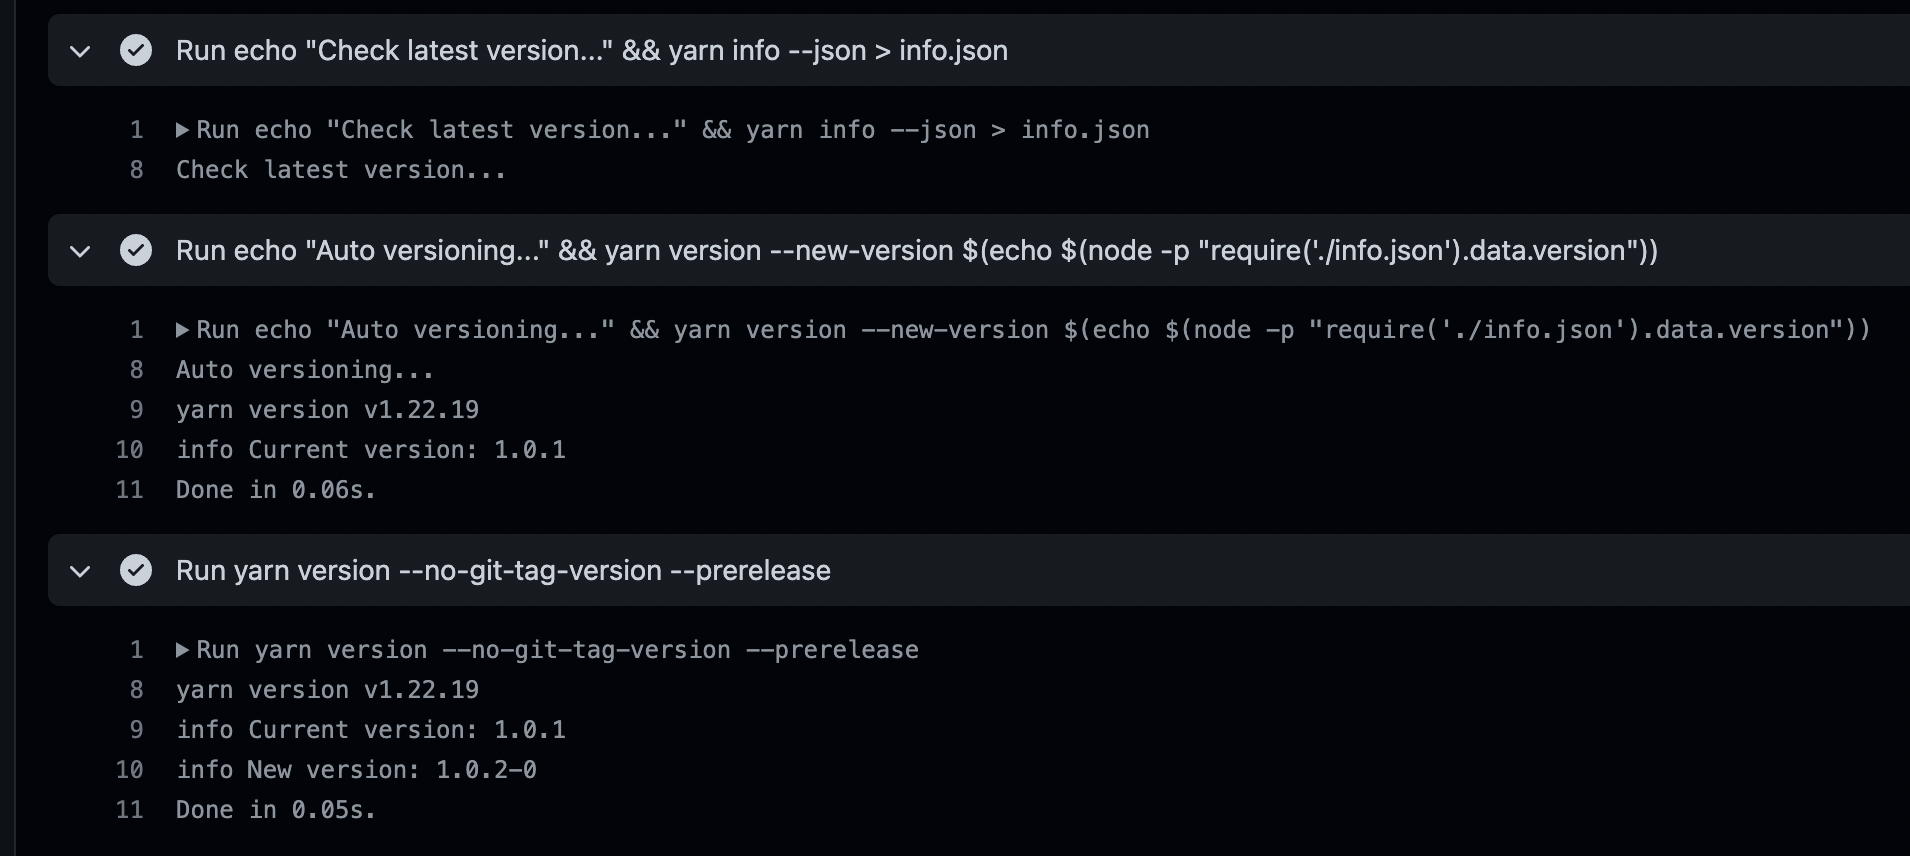 Run echo "Check latest version..." && yarn info --json > info.json
1 ▶ Run echo "Check latest version..." && yarn info --json > info.json
8 Check latest version...
Run echo "Auto versioning..." && yarn version --new-version $(echo $(node -p "require('./info.json').data.version"))
1 ▶ Run echo "Auto versioning..." && yarn version --new-version $(echo $(node -p "require('./info.json').data.version"))
8 Auto versioning...
9 yarn version v1.22.19
10 info Current version: 1.0.1
11 Done in 0.06s.
Run yarn version --no-git-tag-version --prerelease
1 ▶ Run yarn version --no-git-tag-version --prerelease
8 yarn version v1.22.19
9 info Current version: 1.0.1
10 info New version: 1.0.2-0
11 Done in 0.05s.